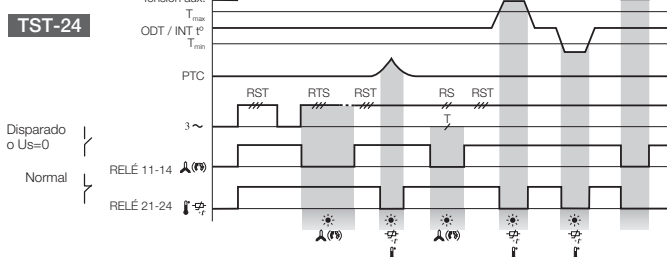 Tensión aux.
Tmax
TST-24
ODT / INT tº
Tmin
PTC
RST RTS RST RS RST
T
3 ~
Disparado
o Us=0
RELÉ 11-14
Normal
RELÉ 21-24